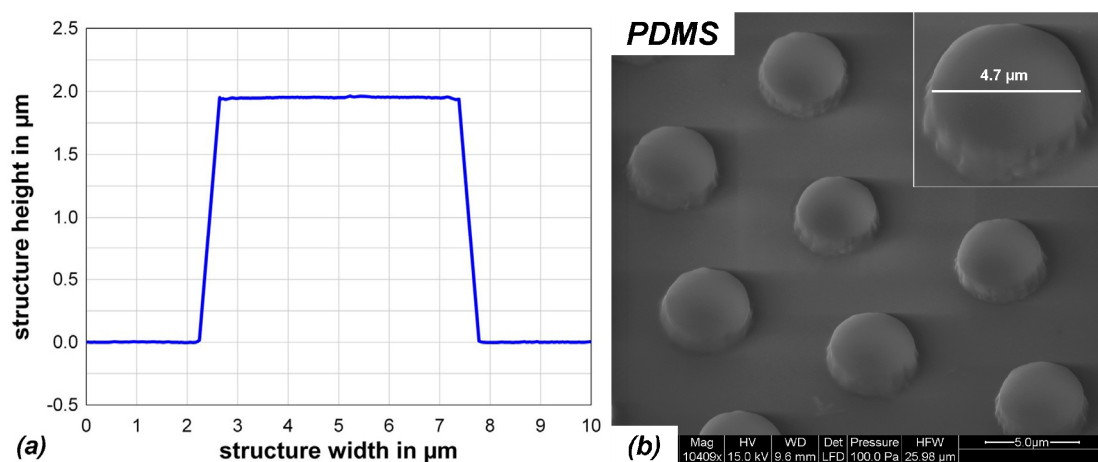 2.5
2.0
1.5
1.0
0.5
0.0
-0.5
0 1 2 3 4 5 6 7 8 9 10
structure height in µm
structure width in µm
(a)
PDMS
4.7 µm
(b)
Mag HV WD Det Pressure HFW
10409x 15.0 kV 9.6 mm LFD 100.0 Pa 25.98 µm
5.0µm